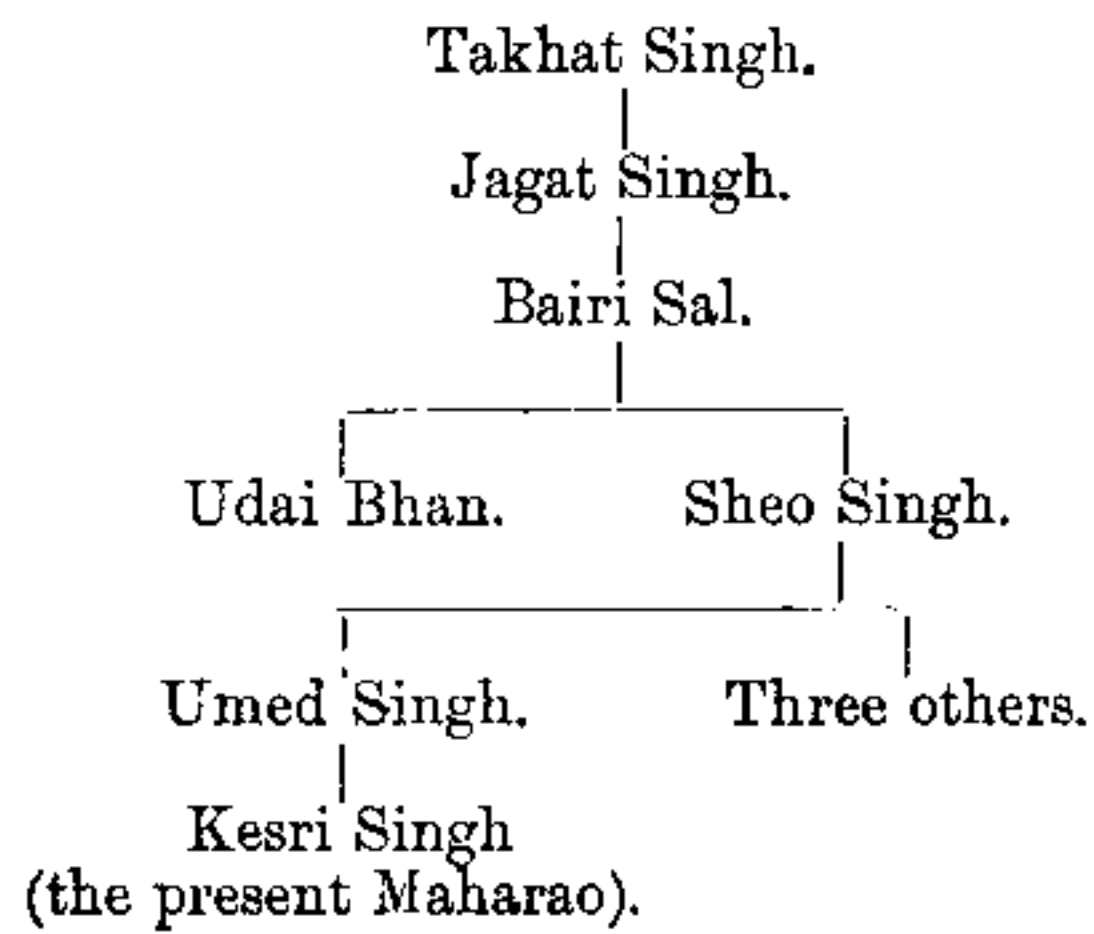 Takhat Singh.
Jagat Singh.
Bairi Sal.
Udai Bhan. Sheo Singh.
Umed Singh. Three others.
Kesri Singh
(the present Maharao).